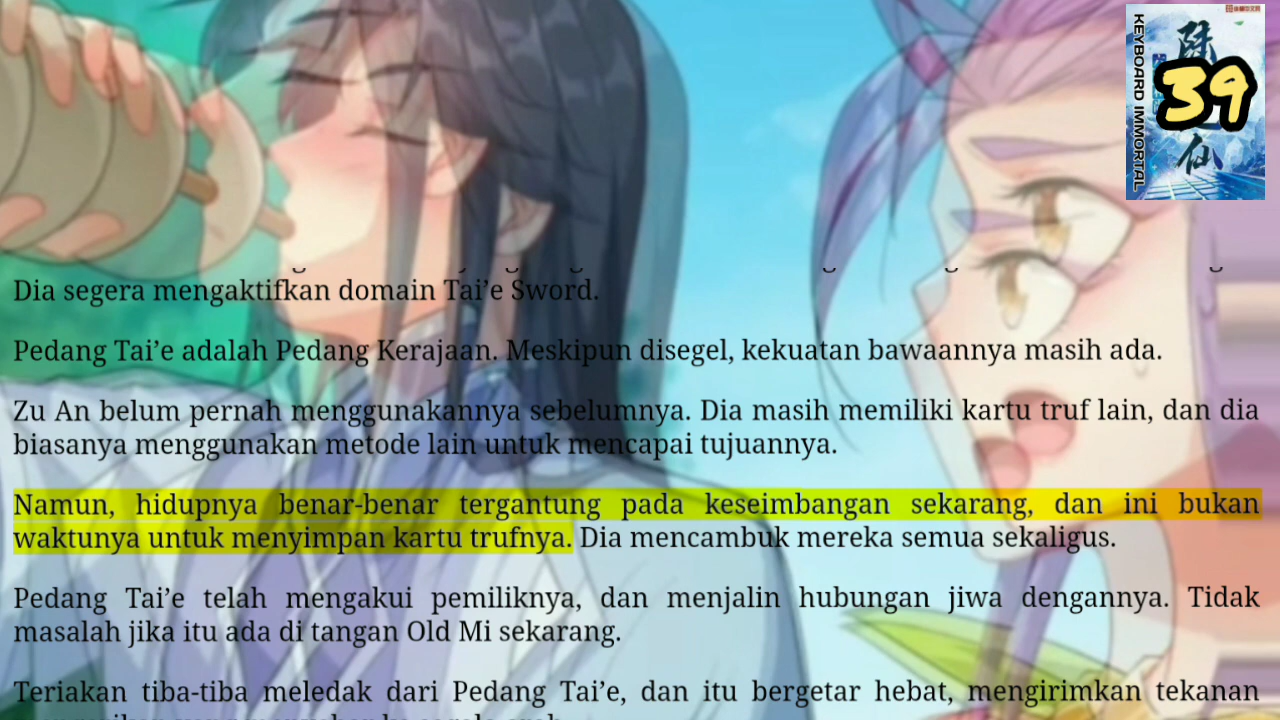 KEYBOARD IMMORTAL
陆
仙
39
Dia segera mengaktifkan domain Tai’e Sword.
Pedang Tai’e adalah Pedang Kerajaan. Meskipun disegel, kekuatan bawaannya masih ada.
Zu An belum pernah menggunakannya sebelumnya. Dia masih memiliki kartu truf lain, dan dia
biasanya menggunakan metode lain untuk mencapai tujuannya.
Namun, hidupnya benar-benar tergantung pada keseimbangan sekarang, dan ini bukan
waktunya untuk menyimpan kartu trufnya. Dia mencambuk mereka semua sekaligus.
Pedang Tai’e telah mengakui pemiliknya, dan menjalin hubungan jiwa dengannya. Tidak
masalah jika itu ada di tangan Old Mi sekarang.
Teriakan tiba-tiba meledak dari Pedang Tai’e, dan itu bergetar hebat, mengirimkan tekanan